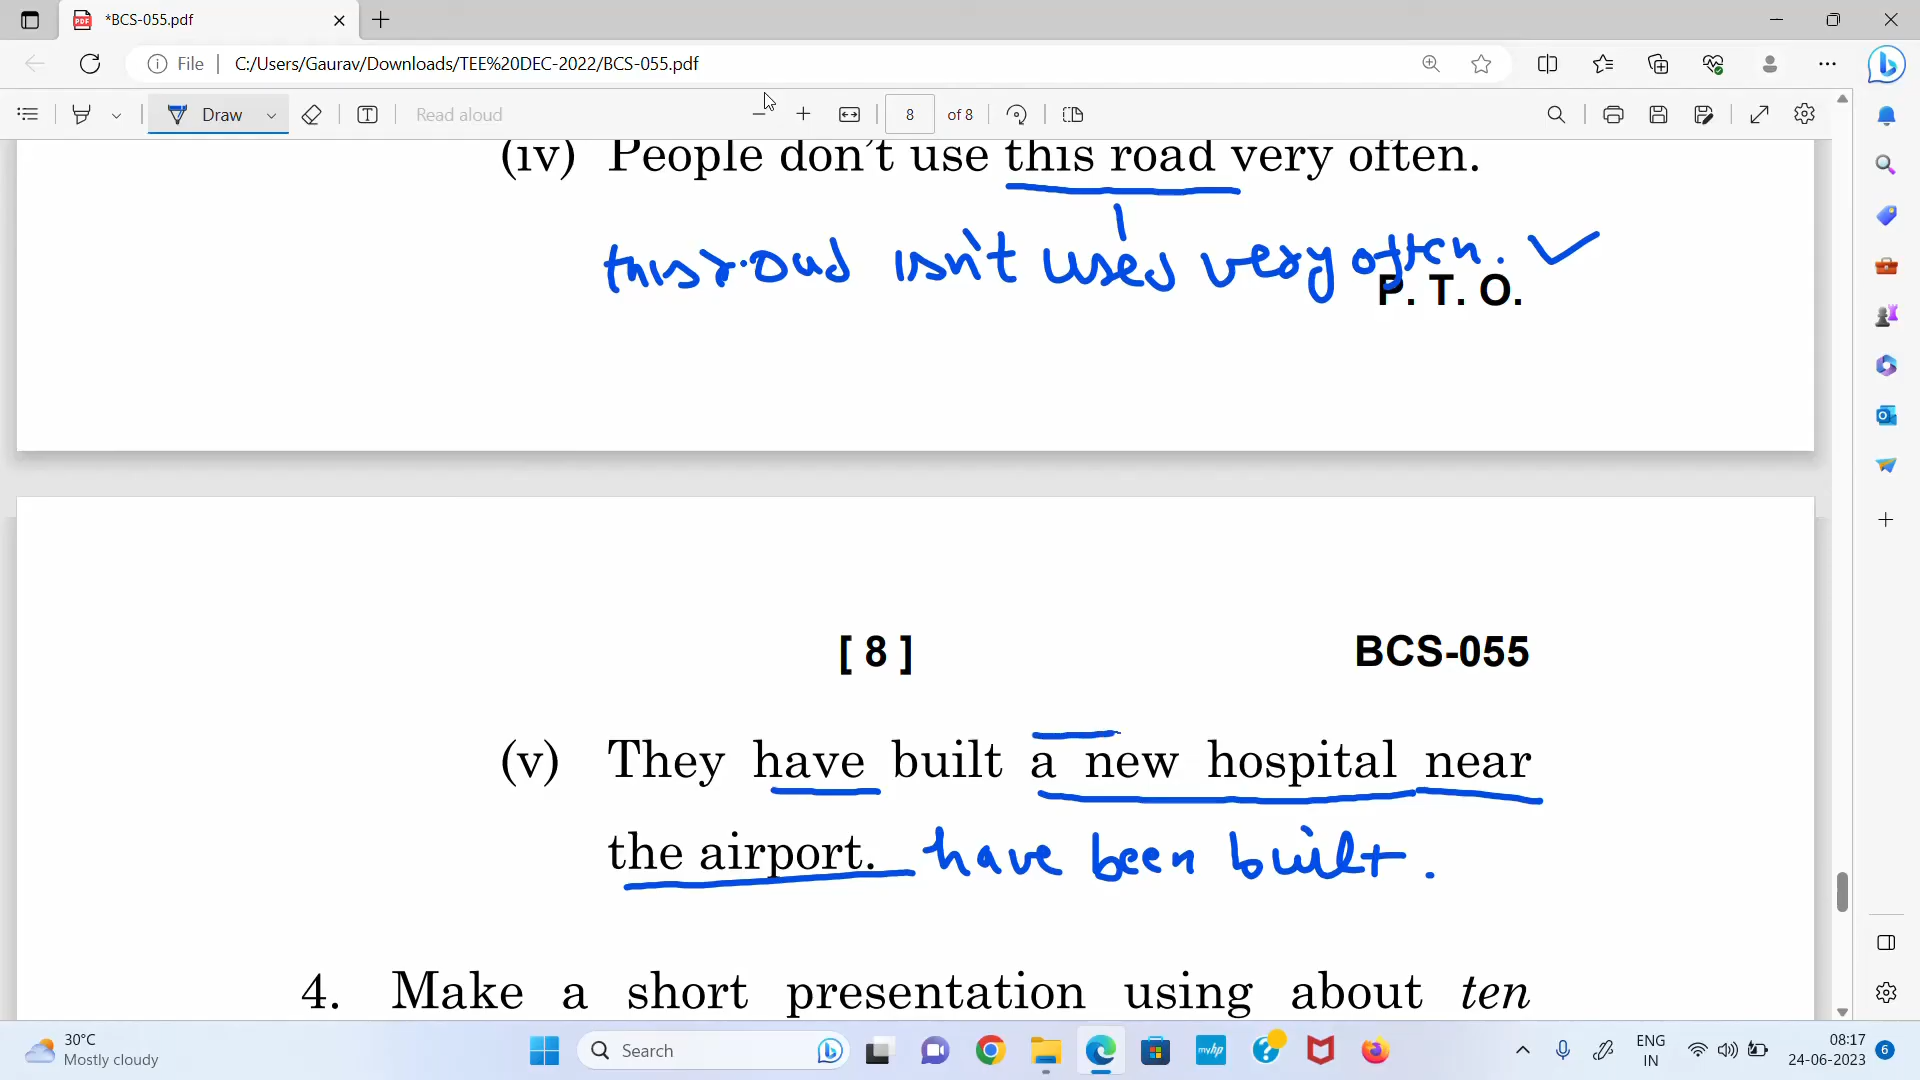 *BCS-055.pdf
File
C:/Users/Gaurav/Downloads/TEE%20DEC-2022/BCS-055.pdf
Draw
Read aloud
8
of 8
(iv) People don't use this road very often.
this road isn't used very often.
P. T. O.
[ 8 ]
BCS-055
(v) They have built a new hospital near
the airport.
have been built.
4. Make a short presentation using about ten
30°C
Mostly cloudy
Search
myhp
ENG
IN
08:17
24-06-2023
6